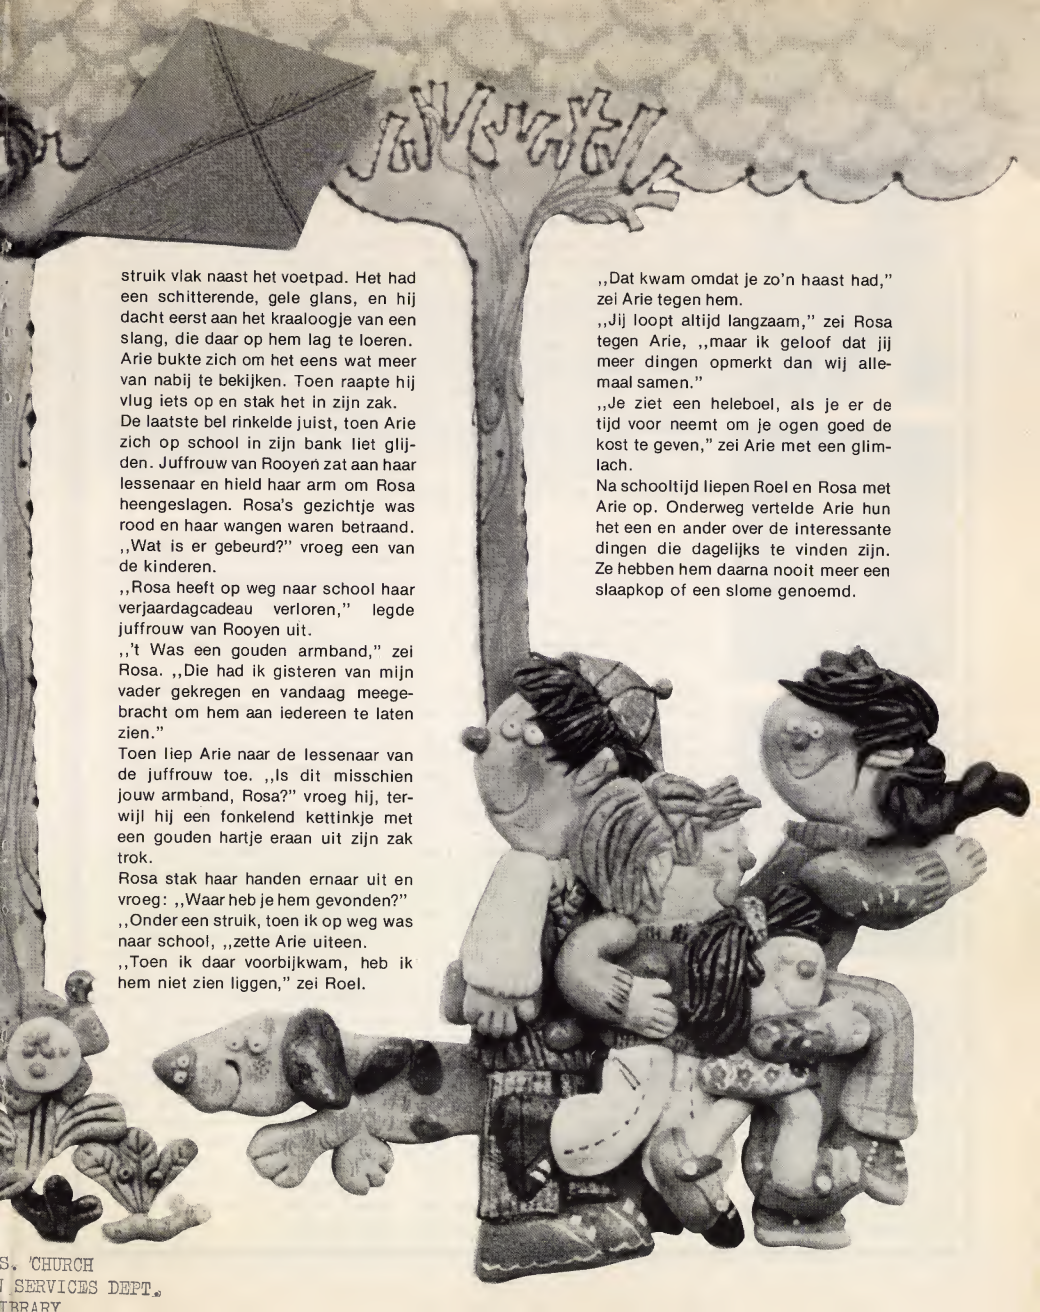 struik vlak naast het voetpad. Het had
een schitterende, gele glans, en hij
dacht eerst aan het kraaloogje van een
slang, die daar op hem lag te loeren.
Arie bukte zich om het eens wat meer
van nabij te bekijken. Toen raapte hij
vlug iets op en stak het in zijn zak.
De laatste bel rinkelde juist, toen Arie
zich op school in zijn bank liet glij-
den. Juffrouw van Rooyen zat aan haar
lessenaar en hield haar arm om Rosa
heengeslagen. Rosa's gezichtje was
rood en haar wangen waren betraand.
,,Wat is er gebeurd?” vroeg een van
de kinderen.
,,Rosa heeft op weg naar school haar
verjaardagcadeau verloren,” legde
juffrouw van Rooyen uit.
,,'t Was een gouden armband,” zei
Rosa. ,,Die had ik gisteren van mijn
vader gekregen en vandaag meege-
bracht om hem aan iedereen te laten
zien.”
Toen liep Arie naar de lessenaar van
de juffrouw toe. ,,Is dit misschien
jouw armband, Rosa?” vroeg hij, ter-
wijl hij een fonkelend kettinkje met
een gouden hartje eraan uit zijn zak
trok.
Rosa stak haar handen ernaar uit en
vroeg: ,,Waar heb je hem gevonden?”
,,Onder een struik, toen ik op weg was
naar school, ,,zette Arie uiteen.
,,Toen ik daar voorbijkwam, heb ik
hem niet zien liggen,” zei Roel.
,,Dat kwam omdat je zo'n haast had,”
zei Arie tegen hem.
,,Jij loopt altijd langzaam,” zei Rosa
tegen Arie, ,,maar ik geloof dat jij
meer dingen opmerkt dan wij alle-
maal samen.”
,,Je ziet een heleboel, als je er de
tijd voor neemt om je ogen goed de
kost te geven,” zei Arie met een glim-
lach.
Na schooltijd liepen Roel en Rosa met
Arie op. Onderweg vertelde Arie hun
het een en ander over de interessante
dingen die dagelijks te vinden zijn.
Ze hebben hem daarna nooit meer een
slaapkop of een slome genoemd.
S. 'CHURCH
SERVICES DEPT.,